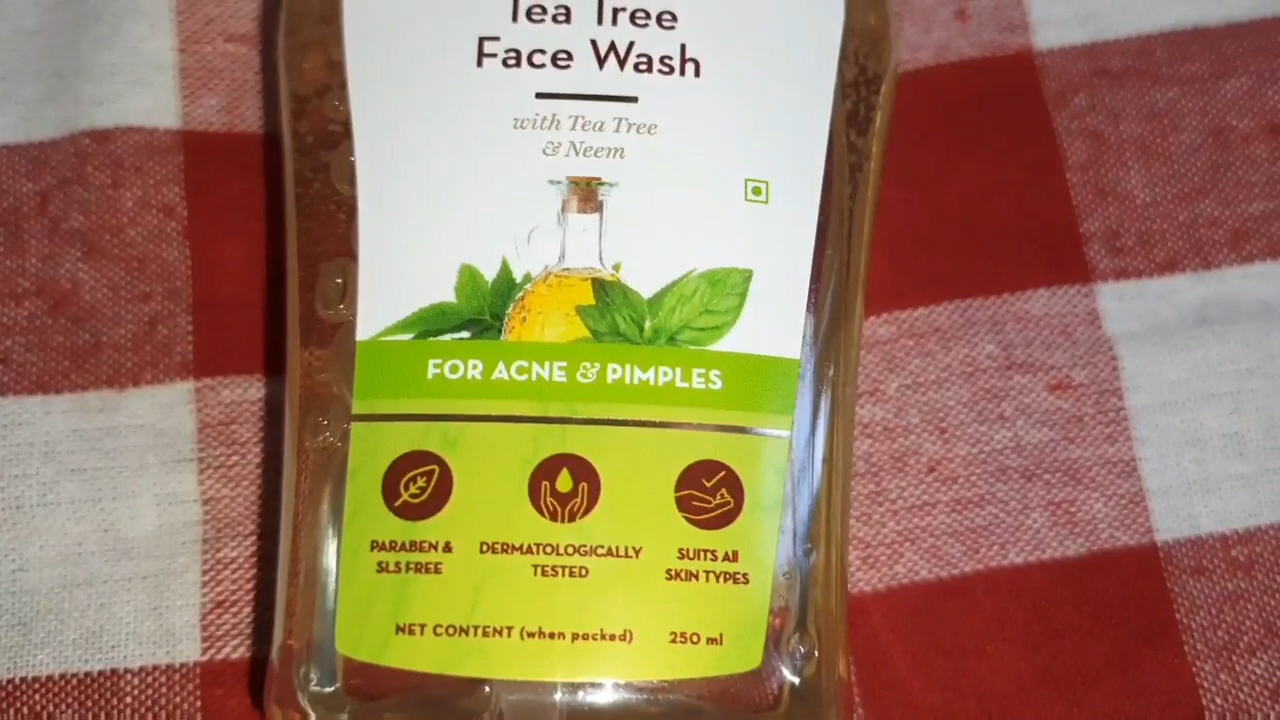 Tea Tree
Face Wash
with Tea Tree
& Neem
FOR ACNE & PIMPLES
PARABEN &
SLS FREE
DERMATOLOGICALLY
TESTED
SUITS All
SKIN TYPES
NET CONTENT (when packed) 250 ml